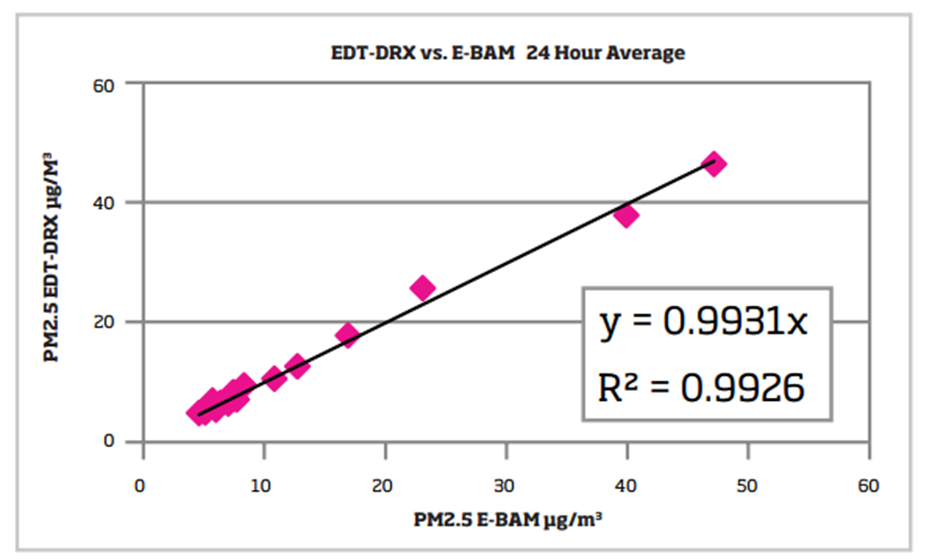 EDT-DRX vs. E-BAM 24 Hour Average
60
40
20
0
PM2.5 EDT-DRX µg/M³
y = 0.9931x
R² = 0.9926
0 10 20 30 40 50 60
PM2.5 E-BAM µg/m³